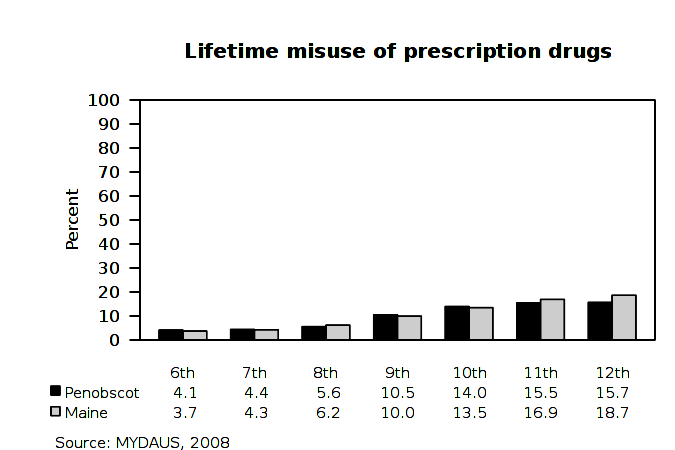 Lifetime misuse of prescription drugs
100
90
80
70
60
50
40
30
20
10
0
Percent
6th 7th 8th 9th 10th 11th 12th
Penobscot 4.1 4.4 5.6 10.5 14.0 15.5 15.7
Maine 3.7 4.3 6.2 10.0 13.5 16.9 18.7
Source: MYDAUS, 2008